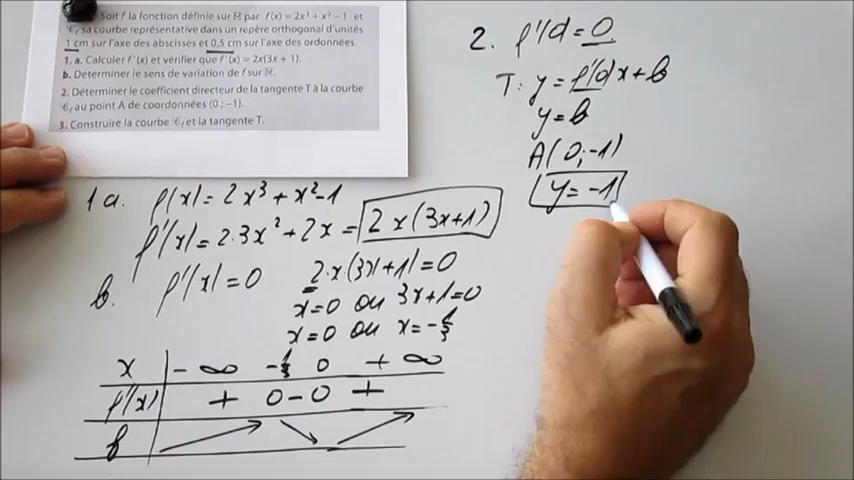 Soit f la fonction définie sur ℝ par f(x) = 2x³ + x² − 1 et
𝒞f sa courbe représentative dans un repère orthogonal d'unités
1 cm sur l'axe des abscisses et 0,5 cm sur l'axe des ordonnées.
1. a. Calculer f'(x) et vérifier que f'(x) = 2x(3x + 1).
b. Déterminer le sens de variation de f sur ℝ.
2. Déterminer le coefficient directeur de la tangente T à la courbe
𝒞f au point A de coordonnées (0 ; −1).
3. Construire la courbe 𝒞f et la tangente T.
1a. f(x) = 2x³ + x² - 1
f'(x) = 2·3x² + 2x = 2x(3x+1)
b. f'(x) = 0 2·x(3x+1) = 0
x=0 ou 3x+1=0
x=0 ou x=-1/3
x -∞ -1/3 0 +∞
f'(x) + 0 - 0 +
f
2. f'(0) = 0
T: y = f'(0)x + b
y = b
A(0;-1)
y = -1